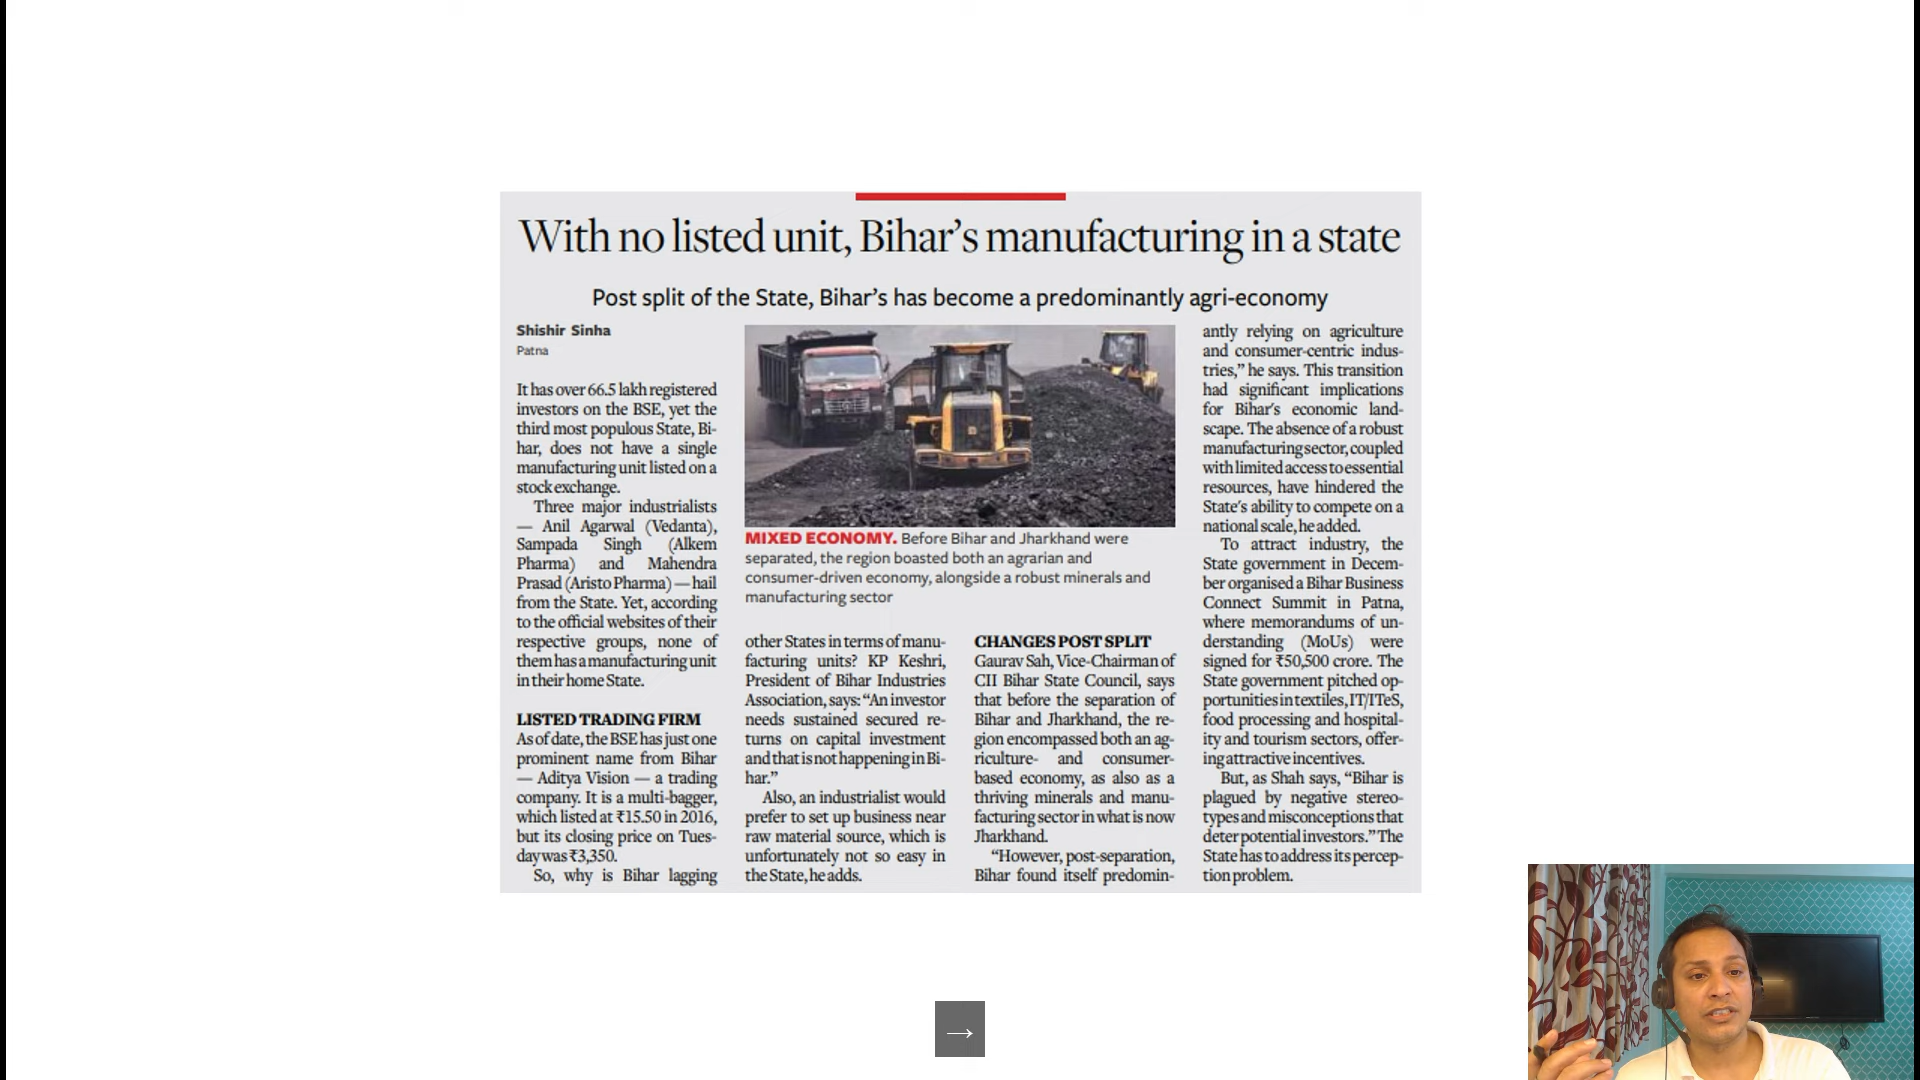 With no listed unit, Bihar’s manufacturing in a state
Post split of the State, Bihar’s has become a predominantly agri-economy
Shishir Sinha
Patna
It has over 66.5 lakh registered
investors on the BSE, yet the
third most populous State, Bi-
har, does not have a single
manufacturing unit listed on a
stock exchange.
Three major industrialists
— Anil Agarwal (Vedanta),
Sampada Singh (Alkem
Pharma) and Mahendra
Prasad (Aristo Pharma) — hail
from the State. Yet, according
to the official websites of their
respective groups, none of
them has a manufacturing unit
in their home State.
LISTED TRADING FIRM
As of date, the BSE has just one
prominent name from Bihar
— Aditya Vision — a trading
company. It is a multi-bagger,
which listed at ₹15.50 in 2016,
but its closing price on Tues-
day was ₹3,350.
So, why is Bihar lagging
MIXED ECONOMY. Before Bihar and Jharkhand were
separated, the region boasted both an agrarian and
consumer-driven economy, alongside a robust minerals and
manufacturing sector
other States in terms of manu-
facturing units? KP Keshri,
President of Bihar Industries
Association, says: “An investor
needs sustained secured re-
turns on capital investment
and that is not happening in Bi-
har.”
Also, an industrialist would
prefer to set up business near
raw material source, which is
unfortunately not so easy in
the State, he adds.
CHANGES POST SPLIT
Gaurav Sah, Vice-Chairman of
CII Bihar State Council, says
that before the separation of
Bihar and Jharkhand, the re-
gion encompassed both an ag-
riculture- and consumer-
based economy, as also as a
thriving minerals and manu-
facturing sector in what is now
Jharkhand.
“However, post-separation,
Bihar found itself predomin-
antly relying on agriculture
and consumer-centric indus-
tries,” he says. This transition
had significant implications
for Bihar’s economic land-
scape. The absence of a robust
manufacturing sector, coupled
with limited access to essential
resources, have hindered the
State’s ability to compete on a
national scale, he added.
To attract industry, the
State government in Decem-
ber organised a Bihar Business
Connect Summit in Patna,
where memorandums of un-
derstanding (MoUs) were
signed for ₹50,500 crore. The
State government pitched op-
portunities in textiles, IT/ITeS,
food processing and hospital-
ity and tourism sectors, offer-
ing attractive incentives.
But, as Shah says, “Bihar is
plagued by negative stereo-
types and misconceptions that
deter potential investors.” The
State has to address its percep-
tion problem.
→